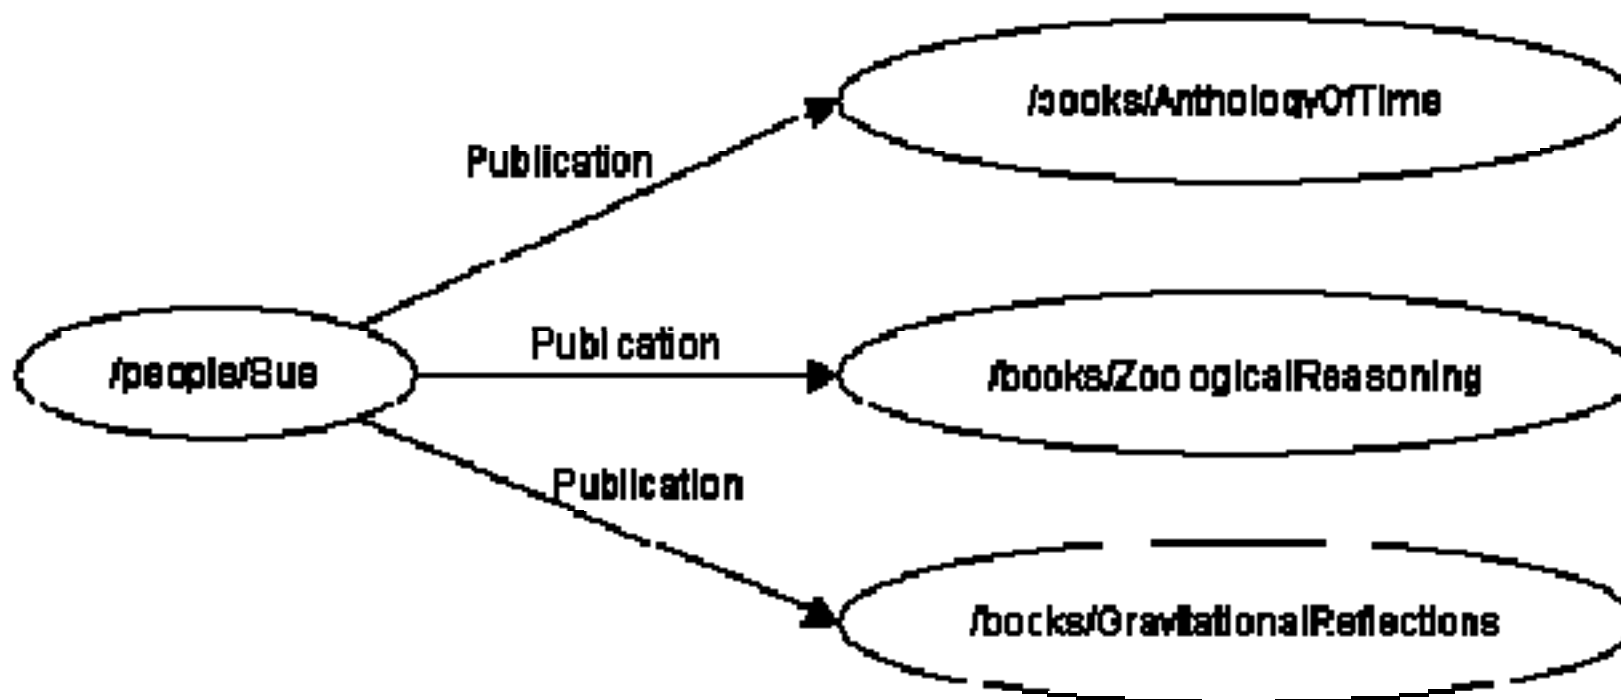 /books/AnthologyOfTime
Publication
Publication
/people/Sue
/books/ZoologicalReasoning
Publication
/books/GravitationalReflections